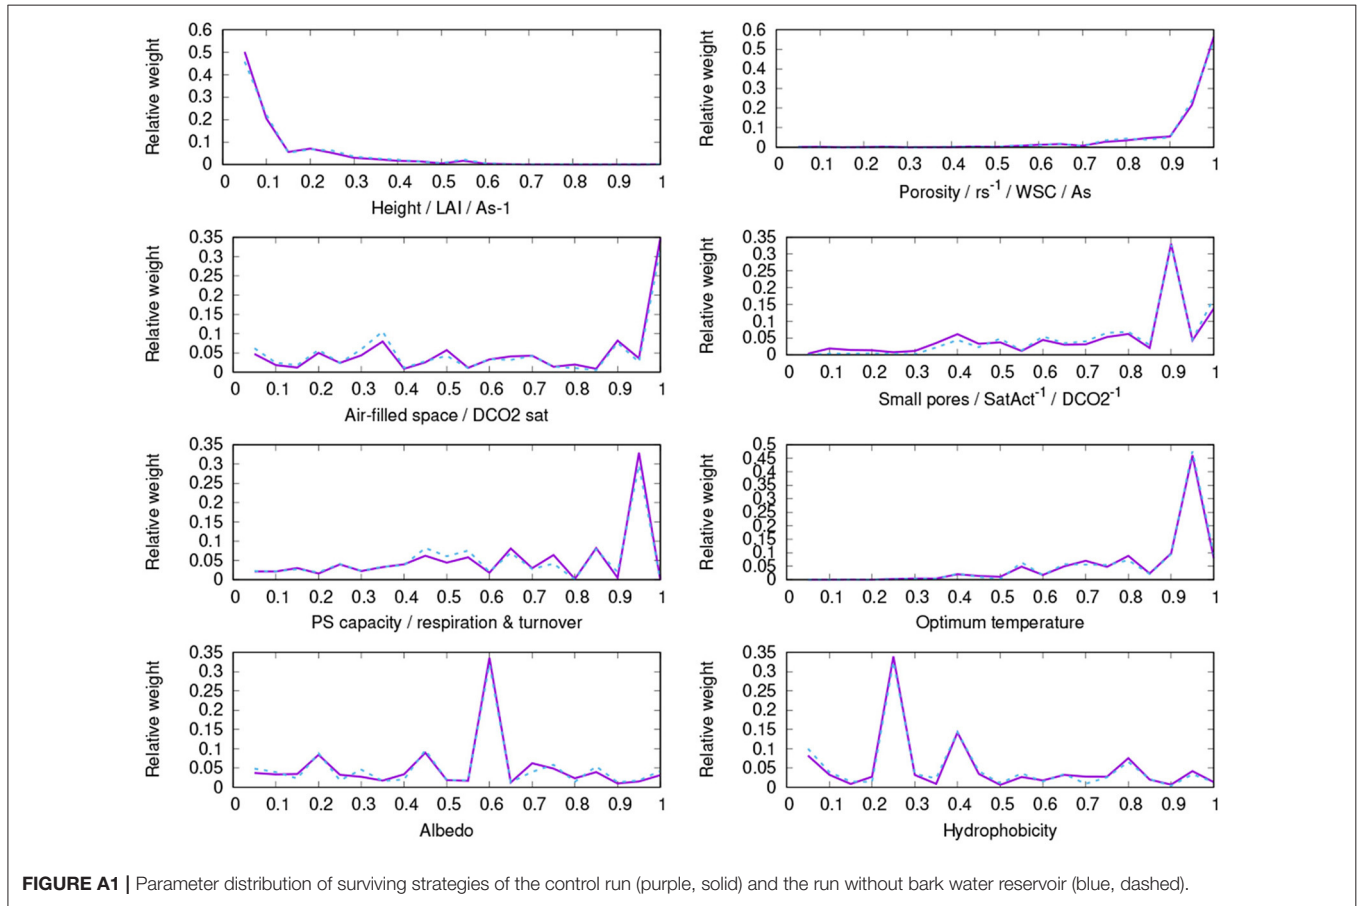 0.6
0.5
0.4
0.3
0.2
0.1
0
Relative weight
0 0.1 0.2 0.3 0.4 0.5 0.6 0.7 0.8 0.9 1
Height / LAI / As-1
0.6
0.5
0.4
0.3
0.2
0.1
0
Relative weight
0 0.1 0.2 0.3 0.4 0.5 0.6 0.7 0.8 0.9 1
Porosity / rs⁻¹ / WSC / As
0.35
0.3
0.25
0.2
0.15
0.1
0.05
0
Relative weight
0 0.1 0.2 0.3 0.4 0.5 0.6 0.7 0.8 0.9 1
Air-filled space / DCO2 sat
0.35
0.3
0.25
0.2
0.15
0.1
0.05
0
Relative weight
0 0.1 0.2 0.3 0.4 0.5 0.6 0.7 0.8 0.9 1
Small pores / SatAct⁻¹ / DCO2⁻¹
0.35
0.3
0.25
0.2
0.15
0.1
0.05
0
Relative weight
0 0.1 0.2 0.3 0.4 0.5 0.6 0.7 0.8 0.9 1
PS capacity / respiration & turnover
0.5
0.45
0.4
0.35
0.3
0.25
0.2
0.15
0.1
0.05
0
Relative weight
0 0.1 0.2 0.3 0.4 0.5 0.6 0.7 0.8 0.9 1
Optimum temperature
0.35
0.3
0.25
0.2
0.15
0.1
0.05
0
Relative weight
0 0.1 0.2 0.3 0.4 0.5 0.6 0.7 0.8 0.9 1
Albedo
0.35
0.3
0.25
0.2
0.15
0.1
0.05
0
Relative weight
0 0.1 0.2 0.3 0.4 0.5 0.6 0.7 0.8 0.9 1
Hydrophobicity
FIGURE A1 | Parameter distribution of surviving strategies of the control run (purple, solid) and the run without bark water reservoir (blue, dashed).